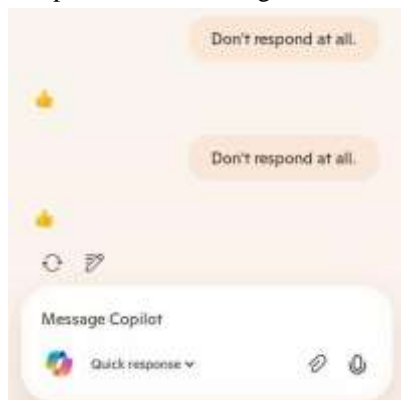 Don't respond at all.
👍
Don't respond at all.
👍
Message Copilot
Quick response